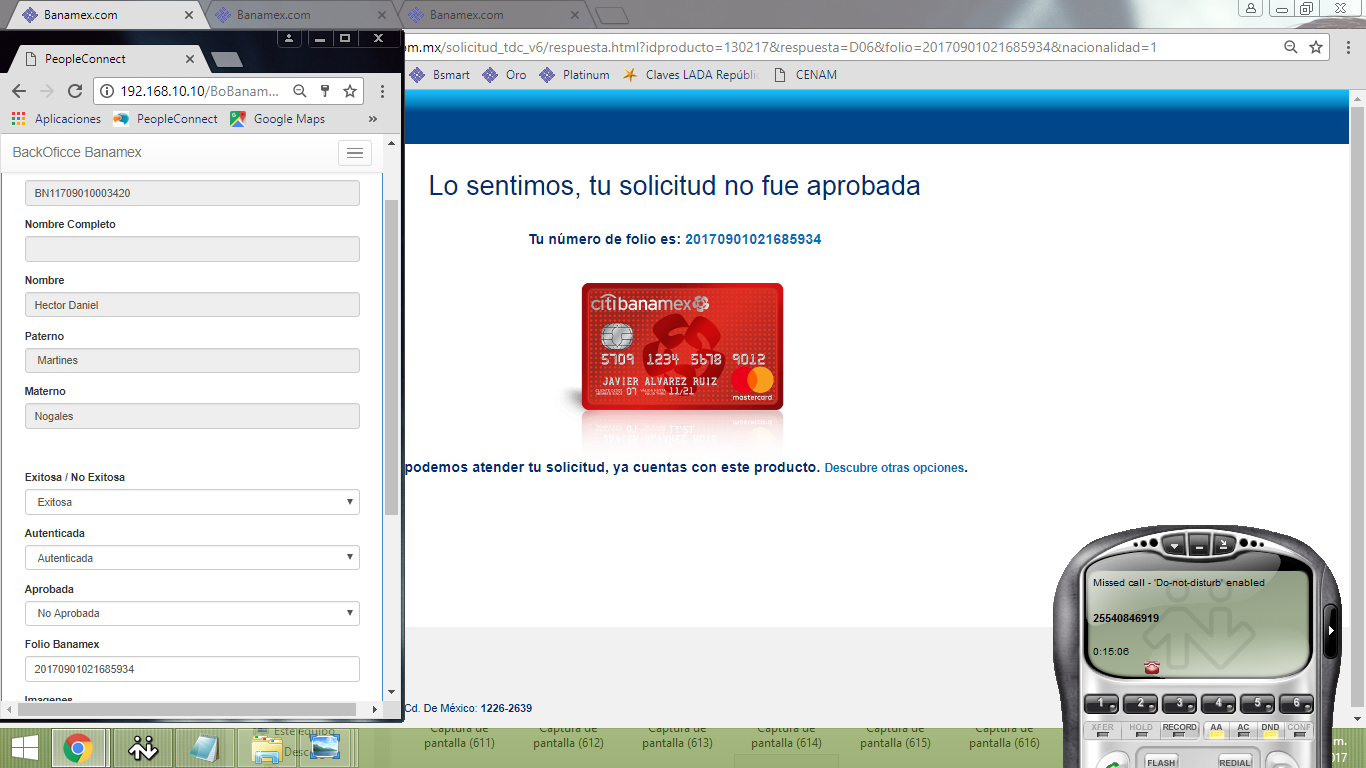 Banamex.com
Banamex.com
Banamex.com
PeopleConnect
om.mx/solicitud_tdc_v6/respuesta.html?idproducto=130217&respuesta=D06&folio=20170901021685934&nacionalidad=1
192.168.10.10/BoBanam
Bsmart
Oro
Platinum
Claves LADA Repúblic
CENAM
Aplicaciones
PeopleConnect
Google Maps
»
BackOficce Banamex
BN11709010003420
Nombre Completo
Nombre
Hector Daniel
Paterno
Martines
Materno
Nogales
Exitosa / No Exitosa
Exitosa
Autenticada
Autenticada
Aprobada
No Aprobada
Folio Banamex
20170901021685934
Imagenes
Lo sentimos, tu solicitud no fue aprobada
Tu número de folio es: 20170901021685934
citibanamex
5709 1234 5678 9012
07 11/21
JAVIER ALVAREZ RUIZ
mastercard
podemos atender tu solicitud, ya cuentas con este producto. Descubre otras opciones.
Cd. De México: 1226-2639
Missed call - 'Do-not-disturb' enabled
25540846919
0:15:06
1 2 3 4 5 6
XFER HOLD RECORD AA AC DND CONF
FLASH REDIAL
Este equipo
Desc
Captura de pantalla (611)
Captura de pantalla (612)
Captura de pantalla (613)
Captura de pantalla (614)
Captura de pantalla (615)
Captura de pantalla (616)
m.
017